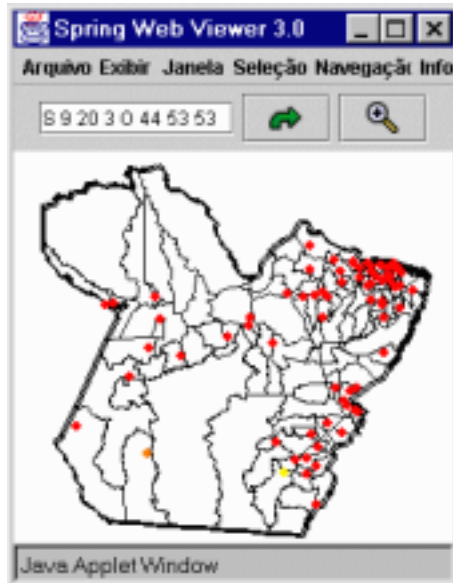 Spring Web Viewer 3.0
Arquivo Exibir Janela Seleção Navegaçãc Info
S 9 20 3 O 44 53 53
Java Applet Window